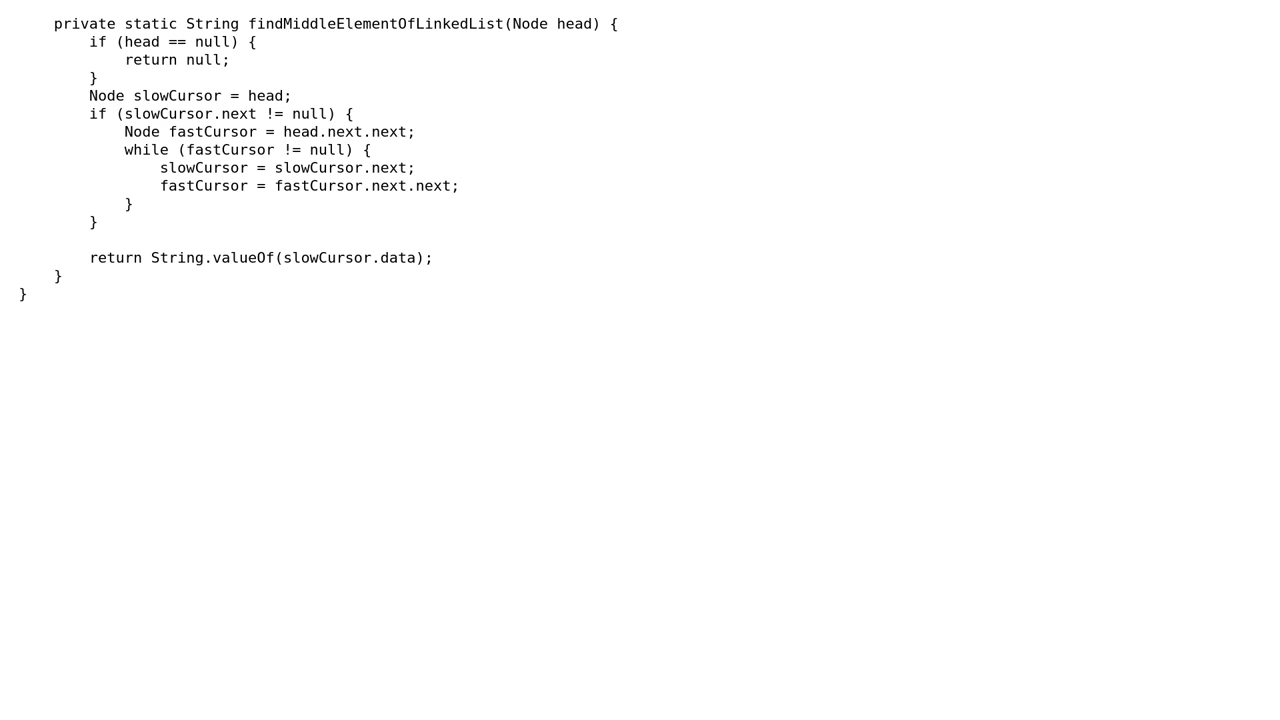 private static String findMiddleElementOfLinkedList(Node head) {
        if (head == null) {
            return null;
        }
        Node slowCursor = head;
        if (slowCursor.next != null) {
            Node fastCursor = head.next.next;
            while (fastCursor != null) {
                slowCursor = slowCursor.next;
                fastCursor = fastCursor.next.next;
            }
        }

        return String.valueOf(slowCursor.data);
    }
}